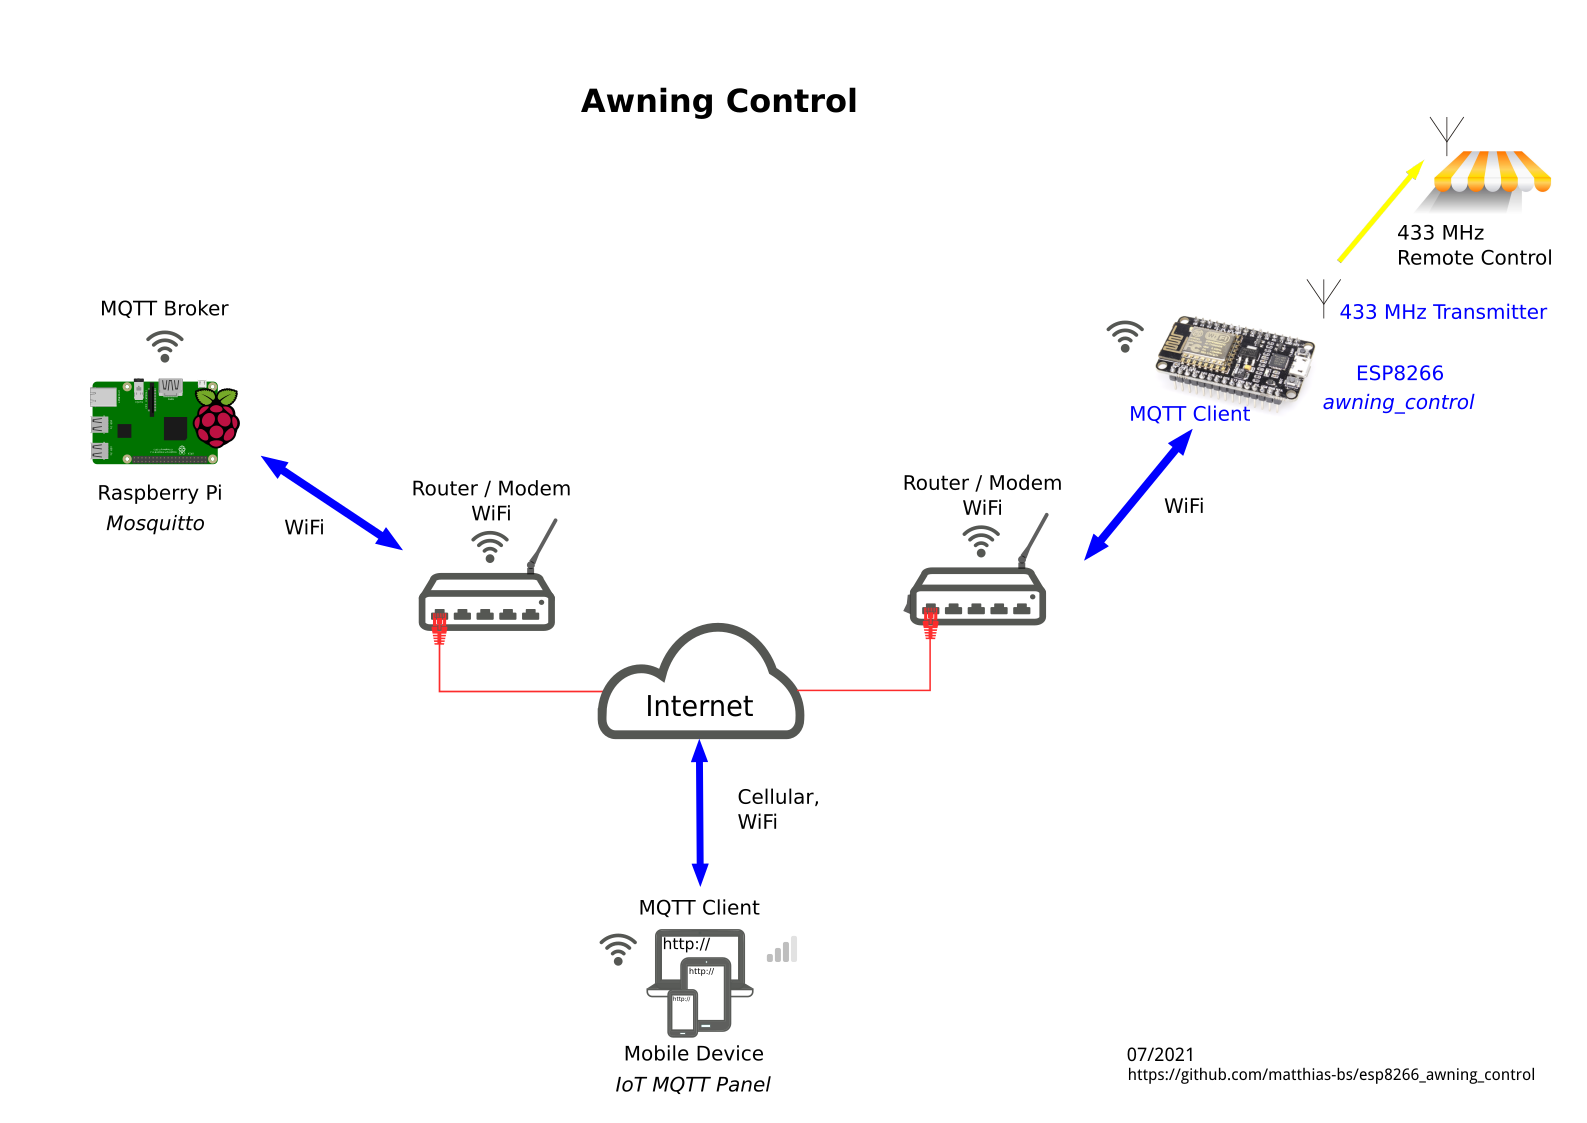 Awning Control
433 MHz
Remote Control
MQTT Broker
433 MHz Transmitter
ESP8266
awning_control
MQTT Client
Raspberry Pi
Mosquitto
WiFi
Router / Modem
WiFi
Router / Modem
WiFi
WiFi
Internet
Cellular,
WiFi
MQTT Client
http://
http://
http://
Mobile Device
IoT MQTT Panel
07/2021
https://github.com/matthias-bs/esp8266_awning_control